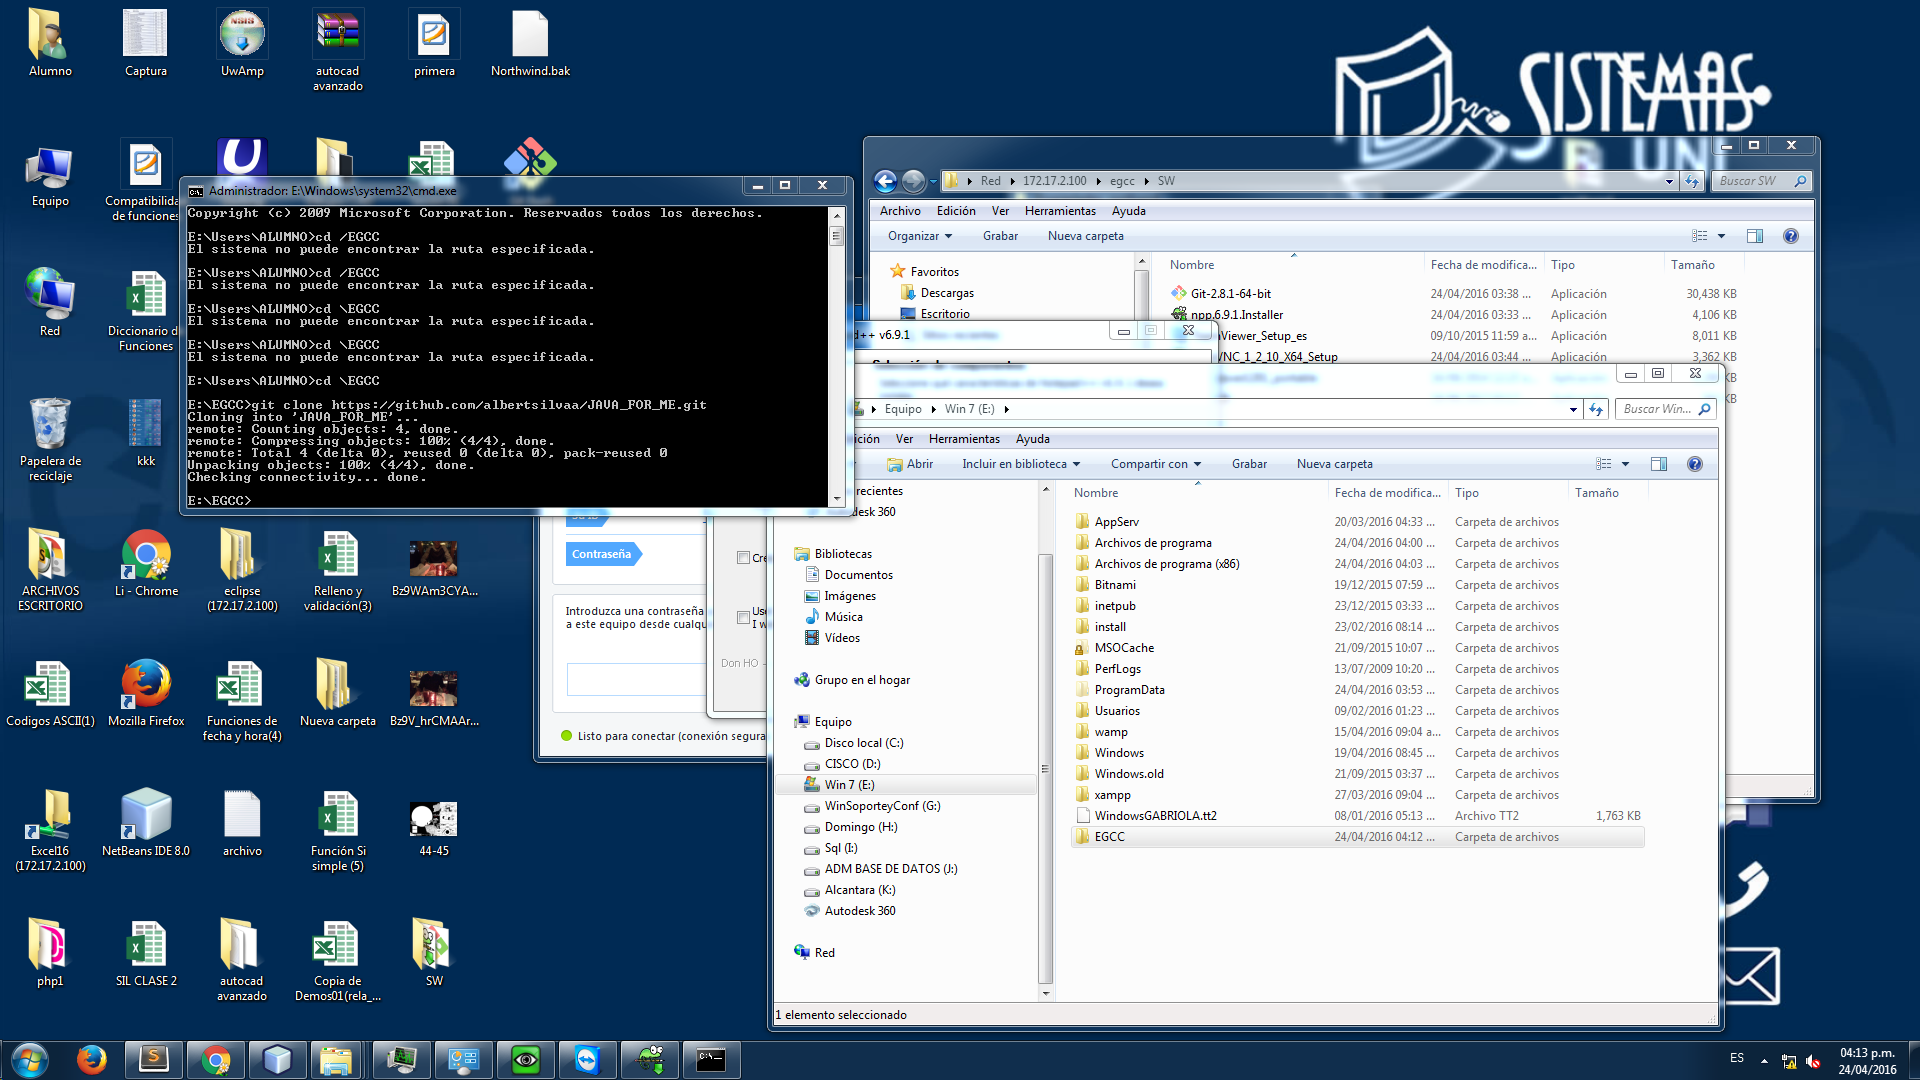 Alumno
Captura
UwAmp
autocad
avanzado
primera
Northwind.bak
SISTEMAS
UNI
Equipo
Compatibilida
de funciones
Red
Diccionario d
Funciones
Papelera de
reciclaje
kkk
Administrador: E:\Windows\system32\cmd.exe
Copyright (c) 2009 Microsoft Corporation. Reservados todos los derechos.
E:\Users\ALUMNO>cd /EGCC
El sistema no puede encontrar la ruta especificada.
E:\Users\ALUMNO>cd /EGCC
El sistema no puede encontrar la ruta especificada.
E:\Users\ALUMNO>cd \EGCC
El sistema no puede encontrar la ruta especificada.
E:\Users\ALUMNO>cd \EGCC
El sistema no puede encontrar la ruta especificada.
E:\Users\ALUMNO>cd \EGCC
E:\EGCC>git clone https://github.com/albertsilvaa/JAVA_FOR_ME.git
Cloning into 'JAVA_FOR_ME'...
remote: Counting objects: 4, done.
remote: Compressing objects: 100% (4/4), done.
remote: Total 4 (delta 0), reused 0 (delta 0), pack-reused 0
Unpacking objects: 100% (4/4), done.
Checking connectivity... done.
E:\EGCC>
Red 172.17.2.100 egcc SW
Buscar SW
Archivo Edición Ver Herramientas Ayuda
Organizar Grabar Nueva carpeta
Favoritos
Descargas
Escritorio
Nombre Fecha de modifica... Tipo Tamaño
Git-2.8.1-64-bit 24/04/2016 03:38 ... Aplicación 30,438 KB
npp.6.9.1.Installer 24/04/2016 03:33 ... Aplicación 4,106 KB
Viewer_Setup_es 09/10/2015 11:59 a... Aplicación 8,011 KB
VNC_1_2_10_X64_Setup 24/04/2016 03:44 ... Aplicación 3,362 KB
KB
KB
d++ v6.9.1
Equipo Win 7 (E:)
Buscar Win...
ición Ver Herramientas Ayuda
Abrir Incluir en biblioteca Compartir con Grabar Nueva carpeta
recientes
sk 360
Bibliotecas
Documentos
Imágenes
Música
Vídeos
Grupo en el hogar
Equipo
Disco local (C:)
CISCO (D:)
Win 7 (E:)
WinSoporteyConf (G:)
Domingo (H:)
Sql (I:)
ADM BASE DE DATOS (J:)
Alcantara (K:)
Autodesk 360
Red
Nombre Fecha de modifica... Tipo Tamaño
AppServ 20/03/2016 04:33 ... Carpeta de archivos
Archivos de programa 24/04/2016 04:00 ... Carpeta de archivos
Archivos de programa (x86) 24/04/2016 04:03 ... Carpeta de archivos
Bitnami 19/12/2015 07:59 ... Carpeta de archivos
inetpub 23/12/2015 03:33 ... Carpeta de archivos
install 23/02/2016 08:14 ... Carpeta de archivos
MSOCache 21/09/2015 10:07 ... Carpeta de archivos
PerfLogs 13/07/2009 10:20 ... Carpeta de archivos
ProgramData 24/04/2016 03:53 ... Carpeta de archivos
Usuarios 09/02/2016 01:23 ... Carpeta de archivos
wamp 15/04/2016 09:04 a... Carpeta de archivos
Windows 19/04/2016 08:45 ... Carpeta de archivos
Windows.old 21/09/2015 03:37 ... Carpeta de archivos
xampp 27/03/2016 09:04 ... Carpeta de archivos
WindowsGABRIOLA.tt2 08/01/2016 05:13 ... Archivo TT2 1,763 KB
EGCC 24/04/2016 04:12 ... Carpeta de archivos
1 elemento seleccionado
Contraseña
Introduzca una contraseña
a este equipo desde cualqu
Listo para conectar (conexión segura
Cre
Use
I w
Don HO
ARCHIVOS
ESCRITORIO
Li - Chrome
eclipse
(172.17.2.100)
Relleno y
validación(3)
Bz9WAm3CYA...
Codigos ASCII(1)
Mozilla Firefox
Funciones de
fecha y hora(4)
Nueva carpeta
Bz9V_hrCMAAr...
Excel16
(172.17.2.100)
NetBeans IDE 8.0
archivo
Función Si
simple (5)
44-45
php1
SIL CLASE 2
autocad
avanzado
Copia de
Demos01(rela_...
SW
ES
04:13 p.m.
24/04/2016